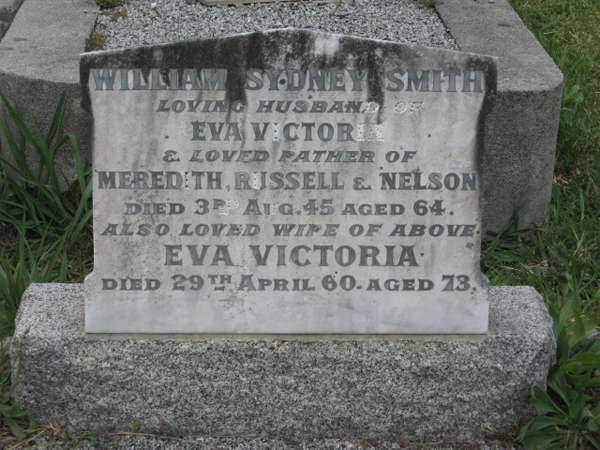 WILLIAM SYDNEY SMITH
LOVING HUSBAND OF
EVA VICTORIA
& LOVED FATHER OF
MEREDITH, RUSSELL & NELSON
DIED 3RD AUG. 45 AGED 64.
ALSO LOVED WIFE OF ABOVE.
EVA VICTORIA.
DIED 29TH APRIL 60. AGED 73.